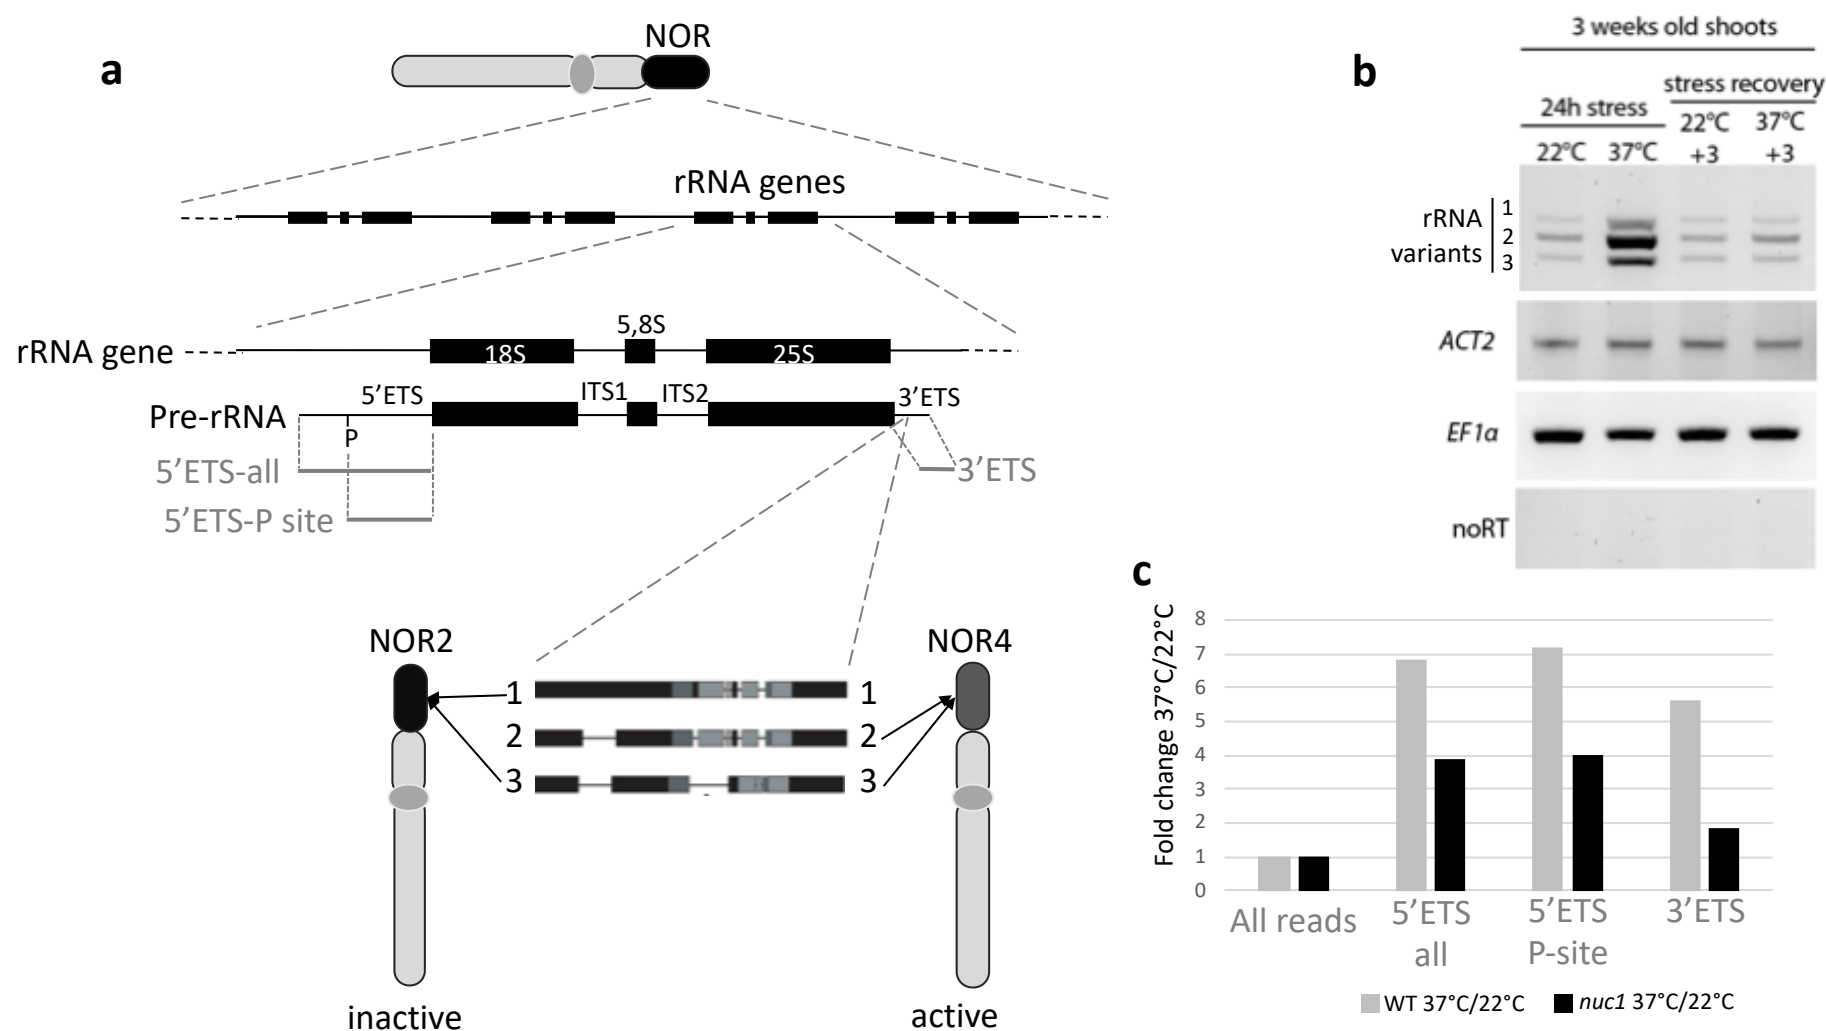 a
NOR
rRNA genes
rRNA gene
18S
5,8S
25S
Pre-rRNA
5’ETS
ITS1
ITS2
3’ETS
P
5’ETS-all
3’ETS
5’ETS-P site
NOR2
NOR4
1
1
2
2
3
3
inactive
active
b
3 weeks old shoots
24h stress
stress recovery
22°C
37°C
22°C
+3
37°C
+3
rRNA
variants
1
2
3
ACT2
EF1α
noRT
c
Fold change 37°C/22°C
8
7
6
5
4
3
2
1
0
All reads
5’ETS
all
5’ETS
P-site
3’ETS
WT 37°C/22°C
nuc1 37°C/22°C